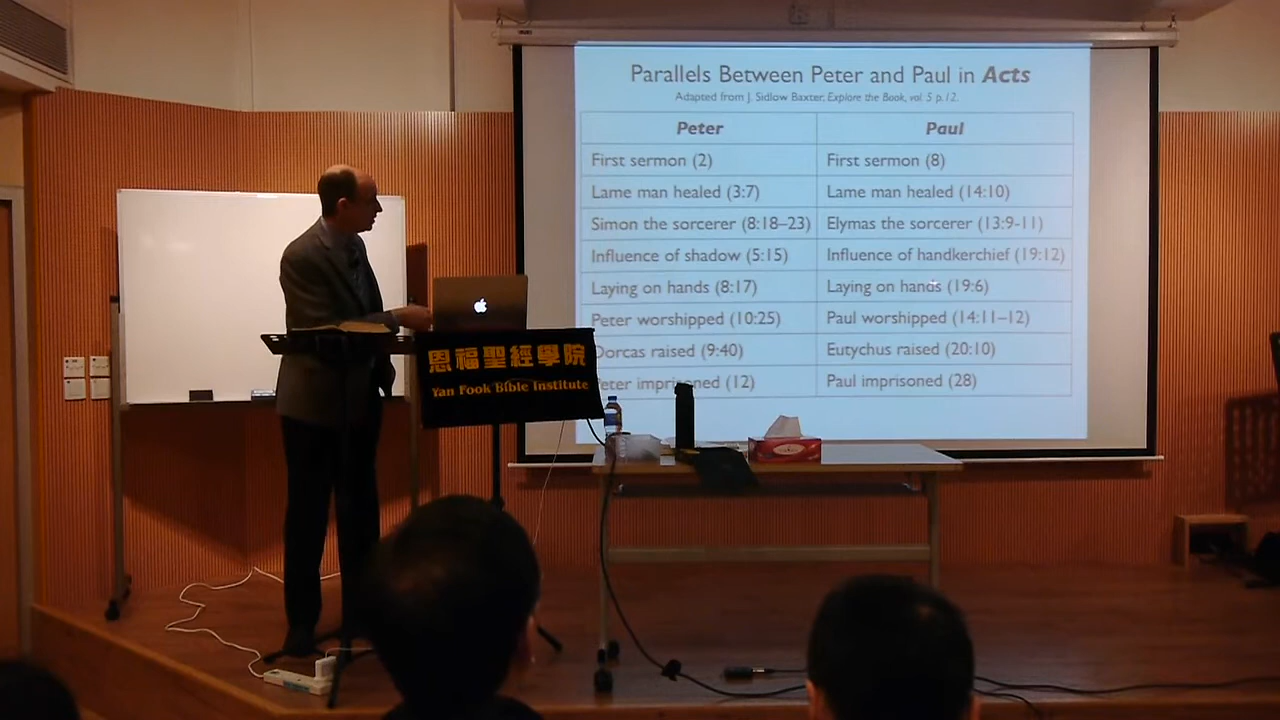 Parallels Between Peter and Paul in Acts
Adapted from J. Sidlow Baxter, Explore the Book, vol. 5 p.12.
Peter Paul
First sermon (2) First sermon (8)
Lame man healed (3:7) Lame man healed (14:10)
Simon the sorcerer (8:18–23) Elymas the sorcerer (13:9-11)
Influence of shadow (5:15) Influence of handkerchief (19:12)
Laying on hands (8:17) Laying on hands (19:6)
Peter worshipped (10:25) Paul worshipped (14:11–12)
Dorcas raised (9:40) Eutychus raised (20:10)
Peter imprisoned (12) Paul imprisoned (28)
恩福聖經學院
Yan Fook Bible Institute